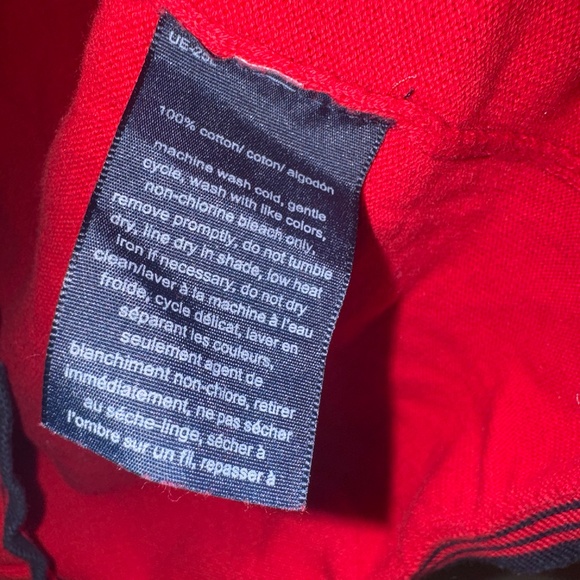 100% cotton/ coton/ algodón
machine wash cold, gentle
cycle, wash with like colors,
non-chlorine bleach only,
remove promptly, do not tumble
dry, line dry in shade, low heat
iron if necessary, do not dry
clean/laver à la machine à l'eau
froide, cycle délicat, laver en
séparant les couleurs,
seulement agent de
blanchiment non-chlore, retirer
immédiatement, ne pas sécher
au sèche-linge, sécher à
l'ombre sur un fil, repasser à